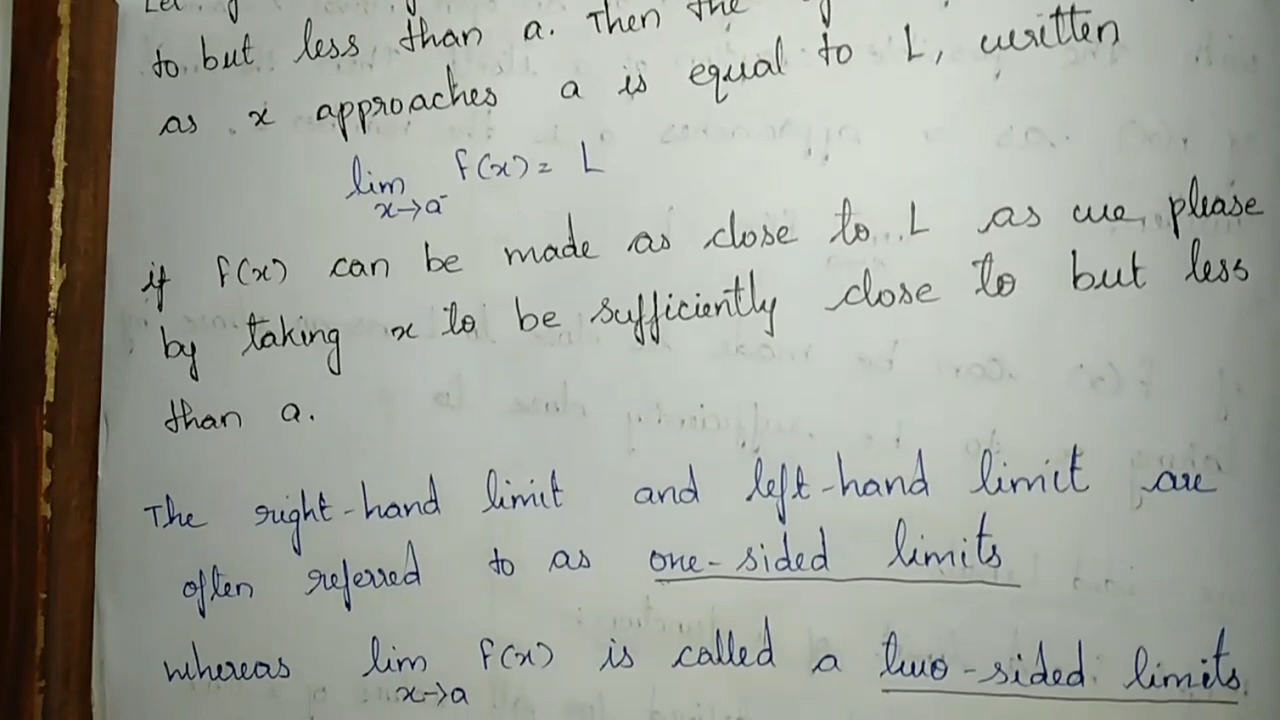 to but less than a. Then the
as x approaches a is equal to L, written
lim f(x) = L
x→a⁻
if f(x) can be made as close to L as we please
by taking x to be sufficiently close to but less
than a.
The right-hand limit and left-hand limit are
often referred to as one-sided limits
whereas lim f(x) is called a two-sided limits
x→a